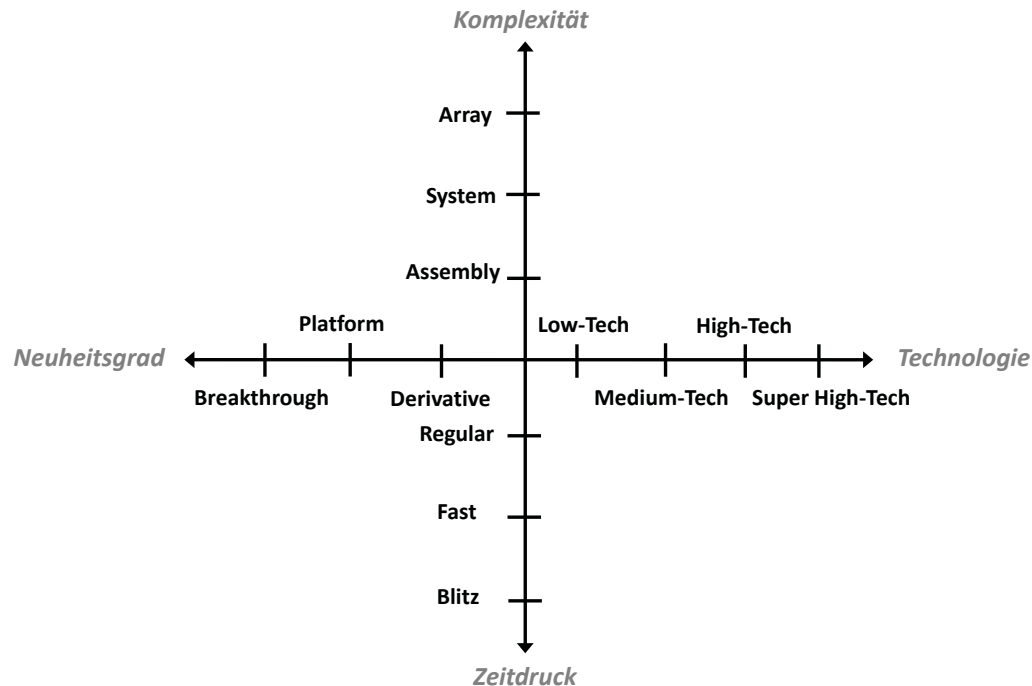 Komplexität
Array
System
Assembly
Platform
Low-Tech
High-Tech
Neuheitsgrad
Technologie
Breakthrough
Derivative
Medium-Tech
Super High-Tech
Regular
Fast
Blitz
Zeitdruck